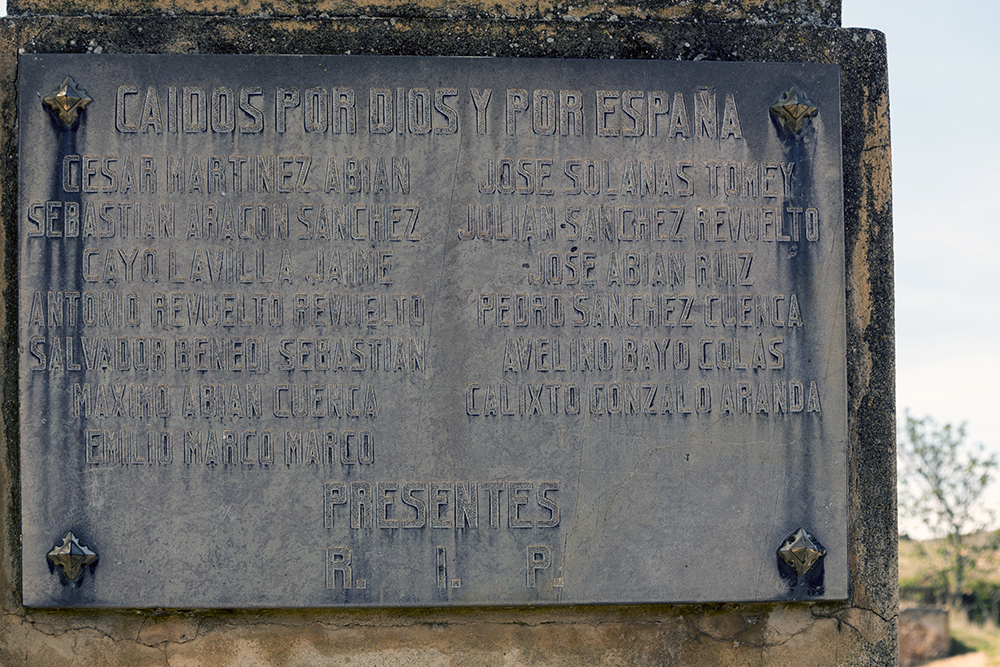 CAIDOS POR DIOS Y POR ESPAÑA
CESAR MARTINEZ ABIAN
SEBASTIAN ARAGON SANCHEZ
CAYO LAVILLA JAIME
ANTONIO REVUELTO REVUELTO
SALVADOR BENEDI SEBASTIAN
MAXIMO ABIAN CUENCA
EMILIO MARCO MARCO
JOSE SOLANAS TOMEY
JULIAN SANCHEZ REVUELTO
JOSE ABIAN RUIZ
PEDRO SANCHEZ CUENCA
AVELINO BAYO COLÁS
CALIXTO GONZALO ARANDA
PRESENTES
R. I. P.